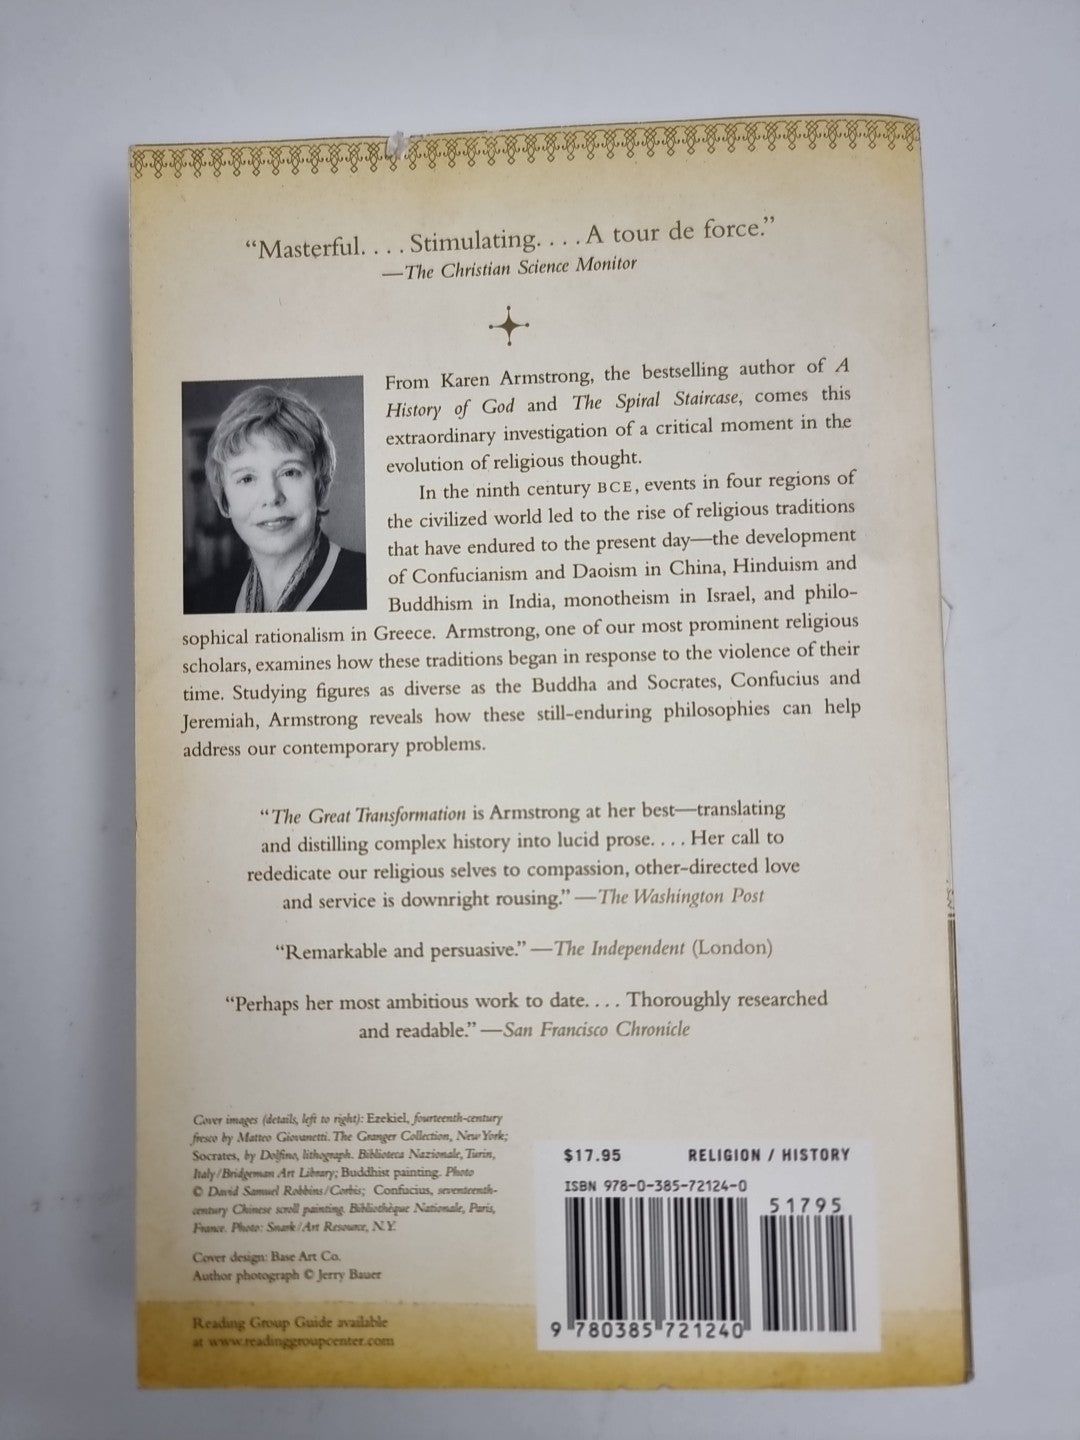 “Masterful. . . . Stimulating. . . . A tour de force.”
—The Christian Science Monitor
From Karen Armstrong, the bestselling author of A
History of God and The Spiral Staircase, comes this
extraordinary investigation of a critical moment in the
evolution of religious thought.
In the ninth century BCE, events in four regions of
the civilized world led to the rise of religious traditions
that have endured to the present day—the development
of Confucianism and Daoism in China, Hinduism and
Buddhism in India, monotheism in Israel, and philo-
sophical rationalism in Greece. Armstrong, one of our most prominent religious
scholars, examines how these traditions began in response to the violence of their
time. Studying figures as diverse as the Buddha and Socrates, Confucius and
Jeremiah, Armstrong reveals how these still-enduring philosophies can help
address our contemporary problems.
“The Great Transformation is Armstrong at her best—translating
and distilling complex history into lucid prose. . . . Her call to
rededicate our religious selves to compassion, other-directed love
and service is downright rousing.” —The Washington Post
“Remarkable and persuasive.” —The Independent (London)
“Perhaps her most ambitious work to date. . . . Thoroughly researched
and readable.” —San Francisco Chronicle
Cover images (details, left to right): Ezekiel, fourteenth-century
fresco by Matteo Giovanetti. The Granger Collection, New York;
Socrates, by Dolfino, lithograph. Biblioteca Nazionale, Turin,
Italy/Bridgeman Art Library; Buddhist painting. Photo
© David Samuel Robbins/Corbis; Confucius, seventeenth-
century Chinese scroll painting. Bibliothèque Nationale, Paris,
France. Photo: Snark/Art Resource, N.Y.
Cover design: Base Art Co.
Author photograph © Jerry Bauer
Reading Group Guide available
at www.readinggroupcenter.com
$17.95 RELIGION / HISTORY
ISBN 978-0-385-72124-0
51795
9 780385 721240